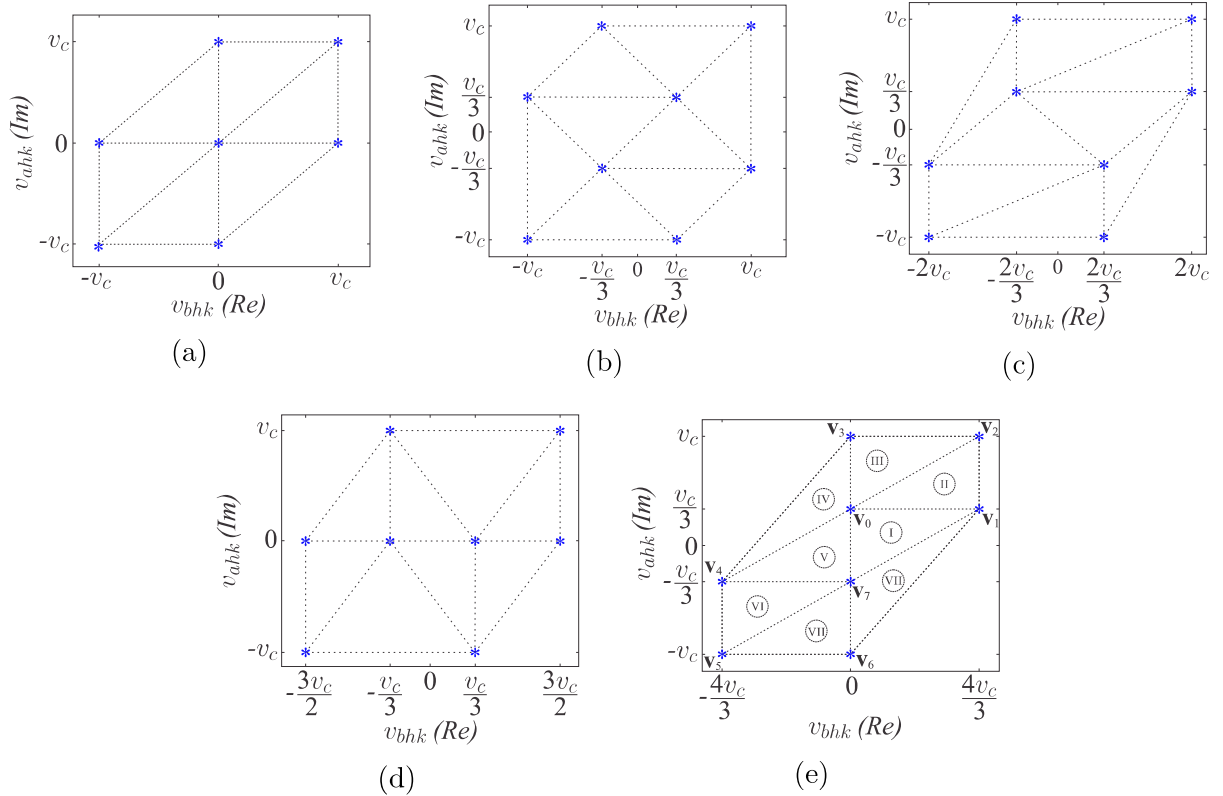 v_c
0
-v_c
v_ahk (Im)
-v_c 0 v_c
v_bhk (Re)
(a)
v_c
v_c/3
0
-v_c/3
-v_c
v_ahk (Im)
-v_c -v_c/3 0 v_c/3 v_c
v_bhk (Re)
(b)
v_c
v_c/3
0
-v_c/3
-v_c
v_ahk (Im)
-2v_c -2v_c/3 0 2v_c/3 2v_c
v_bhk (Re)
(c)
v_c
0
-v_c
v_ahk (Im)
-3v_c/2 -v_c/3 0 v_c/3 3v_c/2
v_bhk (Re)
(d)
v_c
v_c/3
0
-v_c/3
-v_c
v_ahk (Im)
v_3 v_2
III
II
IV
v_0 v_1
I
V
v_4
v_7
VII
VI
VII
v_5 v_6
-4v_c/3 0 4v_c/3
v_bhk (Re)
(e)